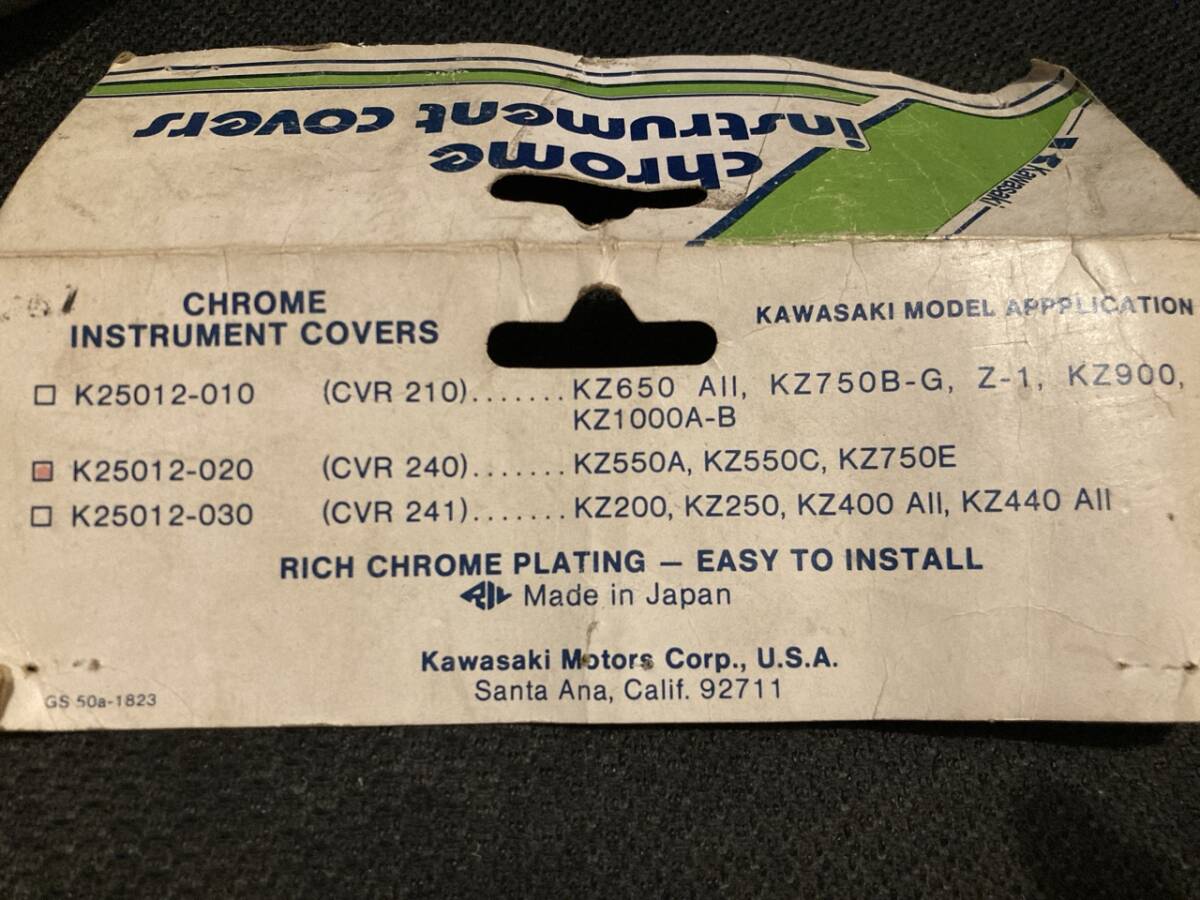 chrome
instrument covers
Kawasaki
CHROME
INSTRUMENT COVERS
KAWASAKI MODEL APPPLICATION
K25012-010 (CVR 210).......KZ650 All, KZ750B-G, Z-1, KZ900,
KZ1000A-B
K25012-020 (CVR 240).......KZ550A, KZ550C, KZ750E
K25012-030 (CVR 241).......KZ200, KZ250, KZ400 All, KZ440 All
RICH CHROME PLATING — EASY TO INSTALL
Made in Japan
Kawasaki Motors Corp., U.S.A.
Santa Ana, Calif. 92711
GS 50a-1823